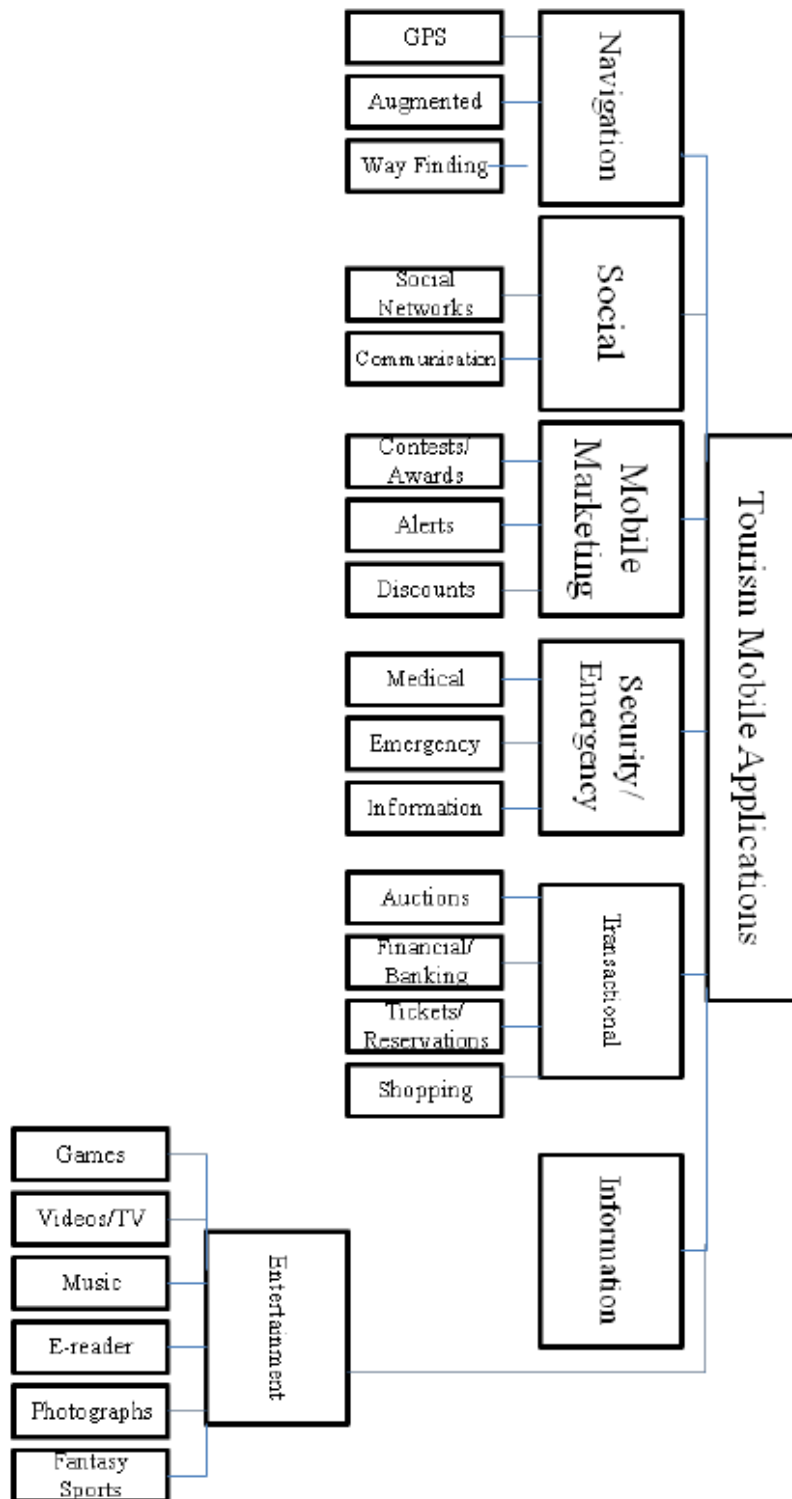 Tourism Mobile Applications
Navigation
GPS
Augmented
Way Finding
Social
Social
Networks
Communication
Mobile
Marketing
Contests/
Awards
Alerts
Discounts
Security/
Emergency
Medical
Emergency
Information
Transactional
Auctions
Financial/
Banking
Tickets/
Reservations
Shopping
Information
Entertainment
Games
Videos/TV
Music
E-reader
Photographs
Fantasy
Sports